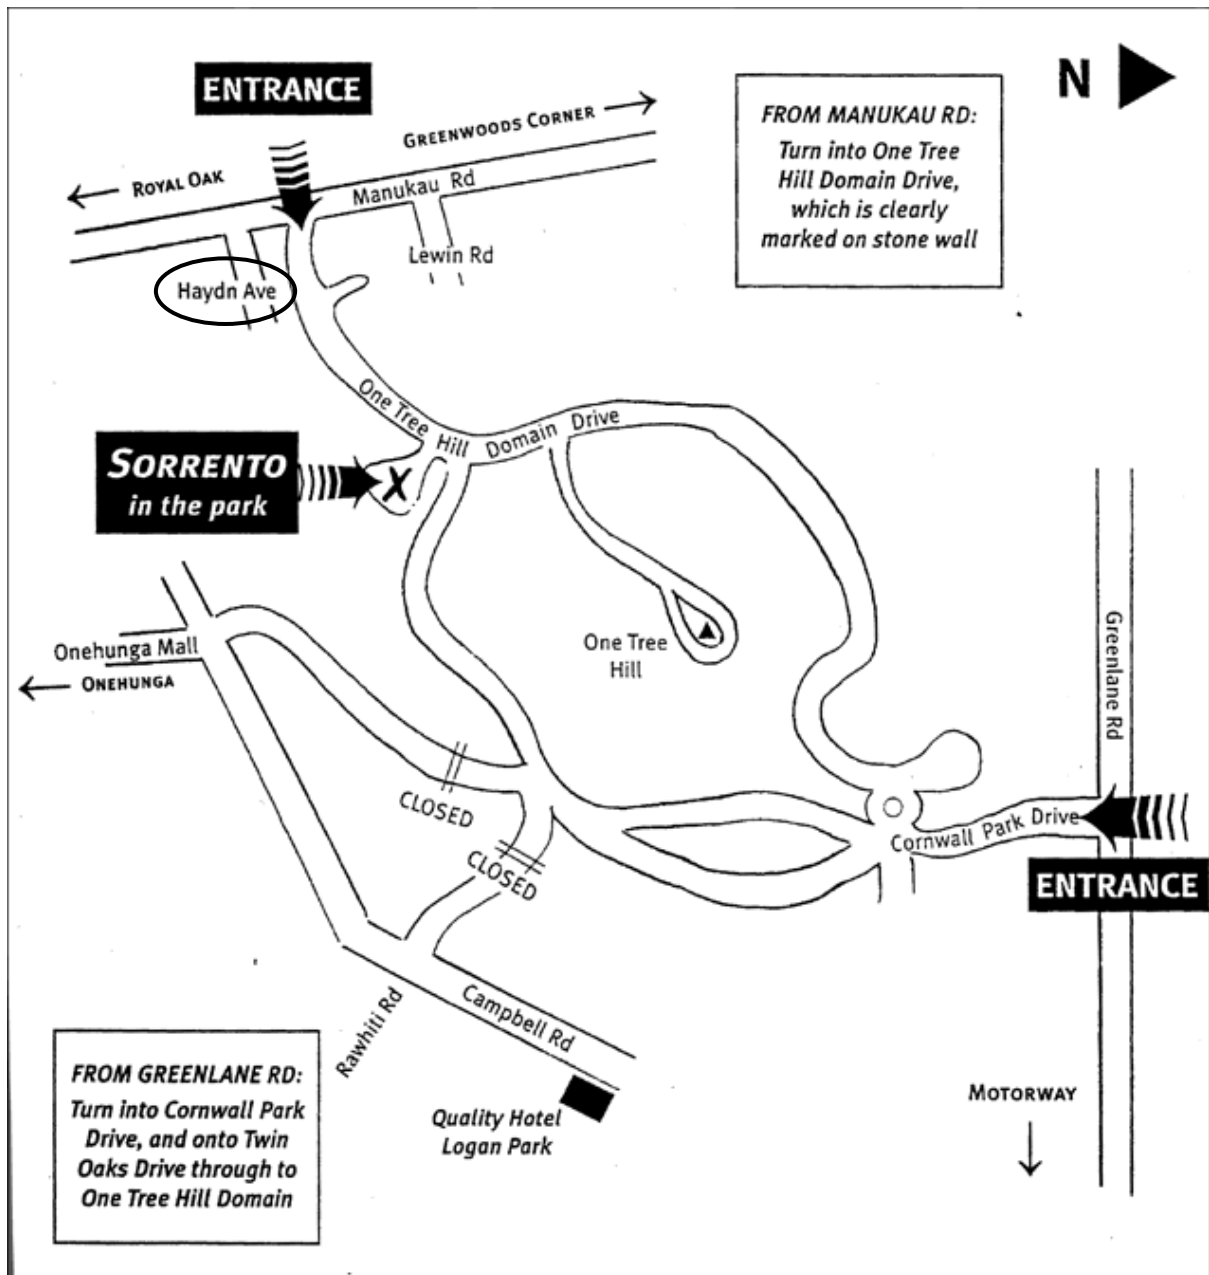 ENTRANCE
N
GREENWOODS CORNER
ROYAL OAK
Manukau Rd
Lewin Rd
Haydn Ave
FROM MANUKAU RD:
Turn into One Tree
Hill Domain Drive,
which is clearly
marked on stone wall
One Tree Hill Domain Drive
SORRENTO
in the park
X
One Tree
Hill
Onehunga Mall
ONEHUNGA
Greenlane Rd
CLOSED
CLOSED
Cornwall Park Drive
ENTRANCE
Rawhiti Rd
Campbell Rd
Quality Hotel
Logan Park
MOTORWAY
FROM GREENLANE RD:
Turn into Cornwall Park
Drive, and onto Twin
Oaks Drive through to
One Tree Hill Domain